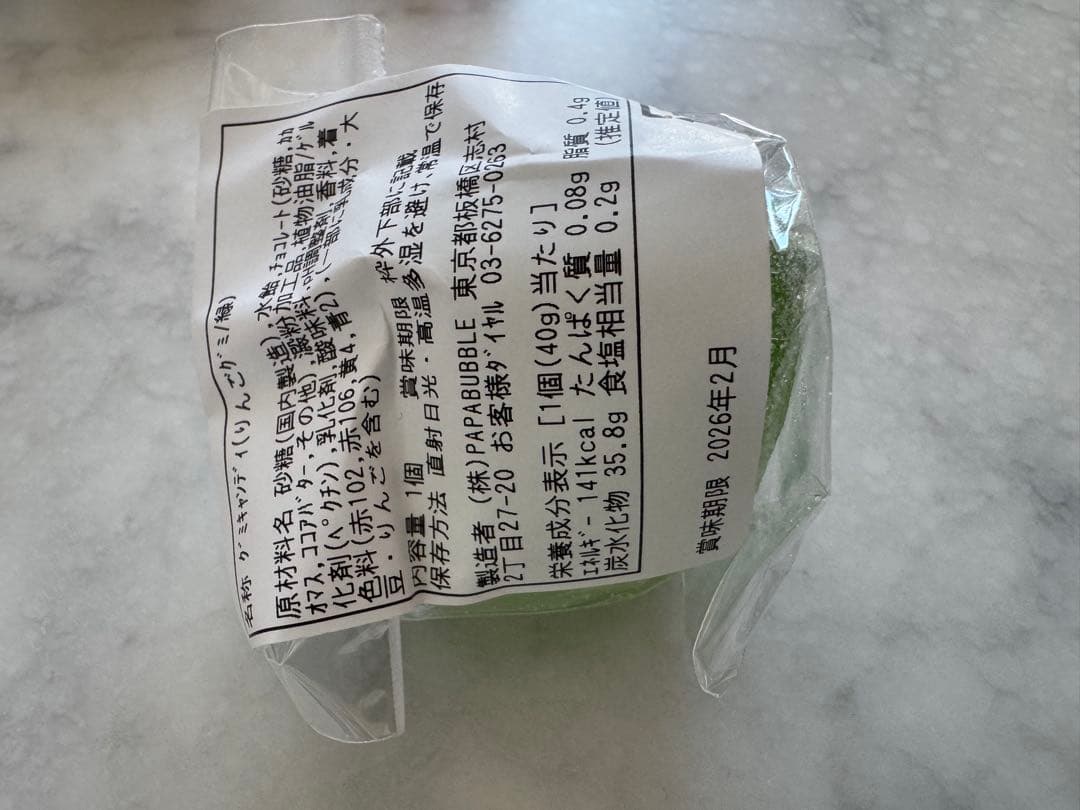 名称 グミキャンディ(りんごグミ/緑)
原材料名 砂糖(国内製造)、水飴、チョコレート(砂糖、カカ
オマス、ココアバター、その他)、澱粉加工品、植物油脂/ゲル
化剤(ペクチン)、乳化剤、酸味料、pH調整剤、香料、着
色料(赤102、赤106、黄4、青2)、(一部に乳成分・大
豆・りんごを含む)
内容量 1個 賞味期限 枠外下部に記載
保存方法 直射日光・高温多湿を避け、常温で保存
製造者 (株)PAPABUBBLE 東京都板橋区志村
2丁目27-20 お客様ダイヤル 03-6275-0263
栄養成分表示 [1個(40g)当たり]
エネルギー 141kcal たんぱく質 0.08g 脂質 0.4g
炭水化物 35.8g 食塩相当量 0.2g (推定値)
賞味期限 2026年2月